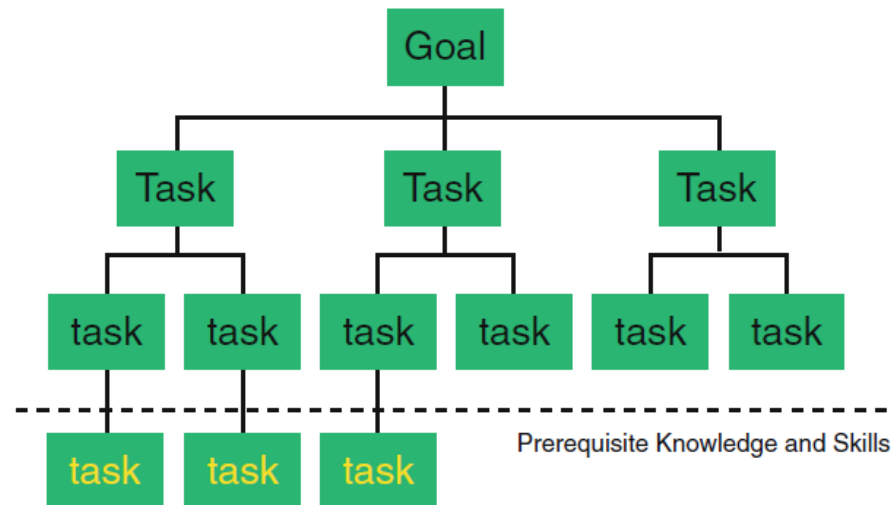 Goal
Task Task Task
task task task task task task
Prerequisite Knowledge and Skills
task task task